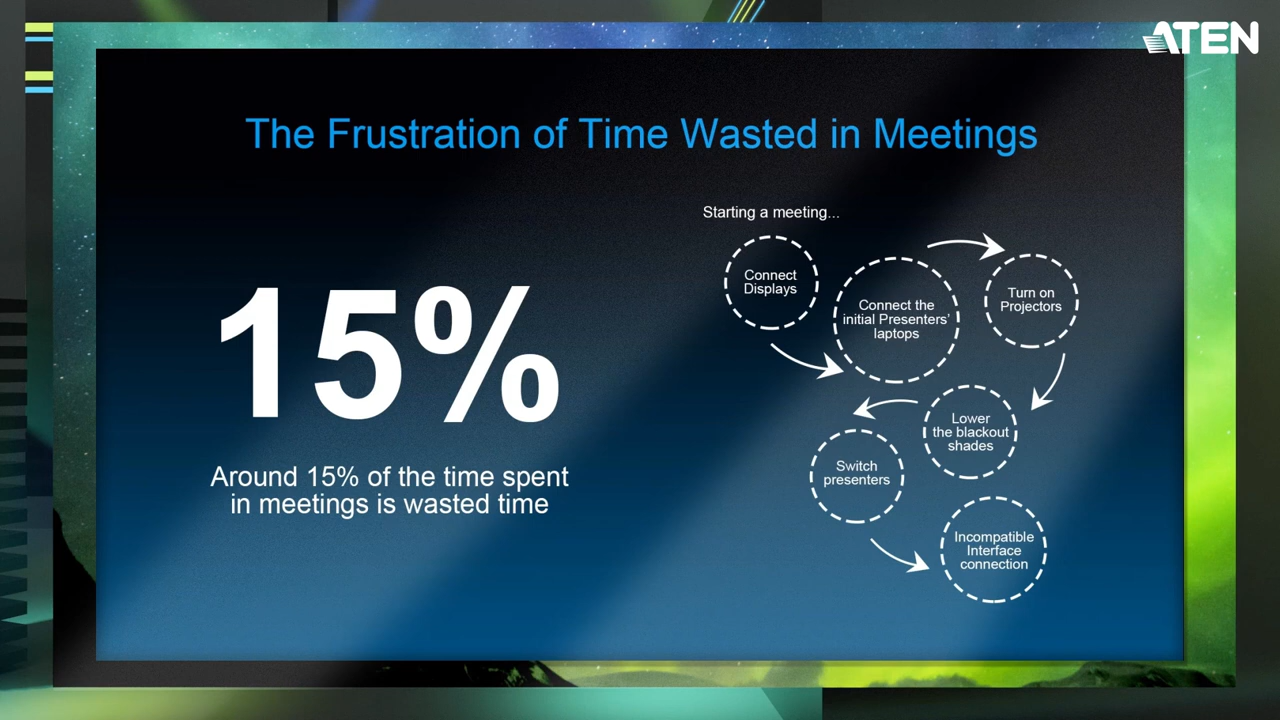 ATEN
The Frustration of Time Wasted in Meetings
15%
Around 15% of the time spent
in meetings is wasted time
Starting a meeting...
Connect
Displays
Connect the
initial Presenters’
laptops
Turn on
Projectors
Lower
the blackout
shades
Switch
presenters
Incompatible
Interface
connection